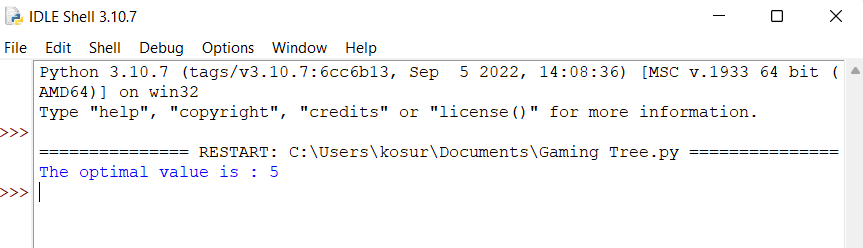 IDLE Shell 3.10.7
File Edit Shell Debug Options Window Help
Python 3.10.7 (tags/v3.10.7:6cc6b13, Sep  5 2022, 14:08:36) [MSC v.1933 64 bit (
AMD64)] on win32
Type "help", "copyright", "credits" or "license()" for more information.
>>>
=============== RESTART: C:\Users\kosur\Documents\Gaming Tree.py ===============
The optimal value is : 5
>>>